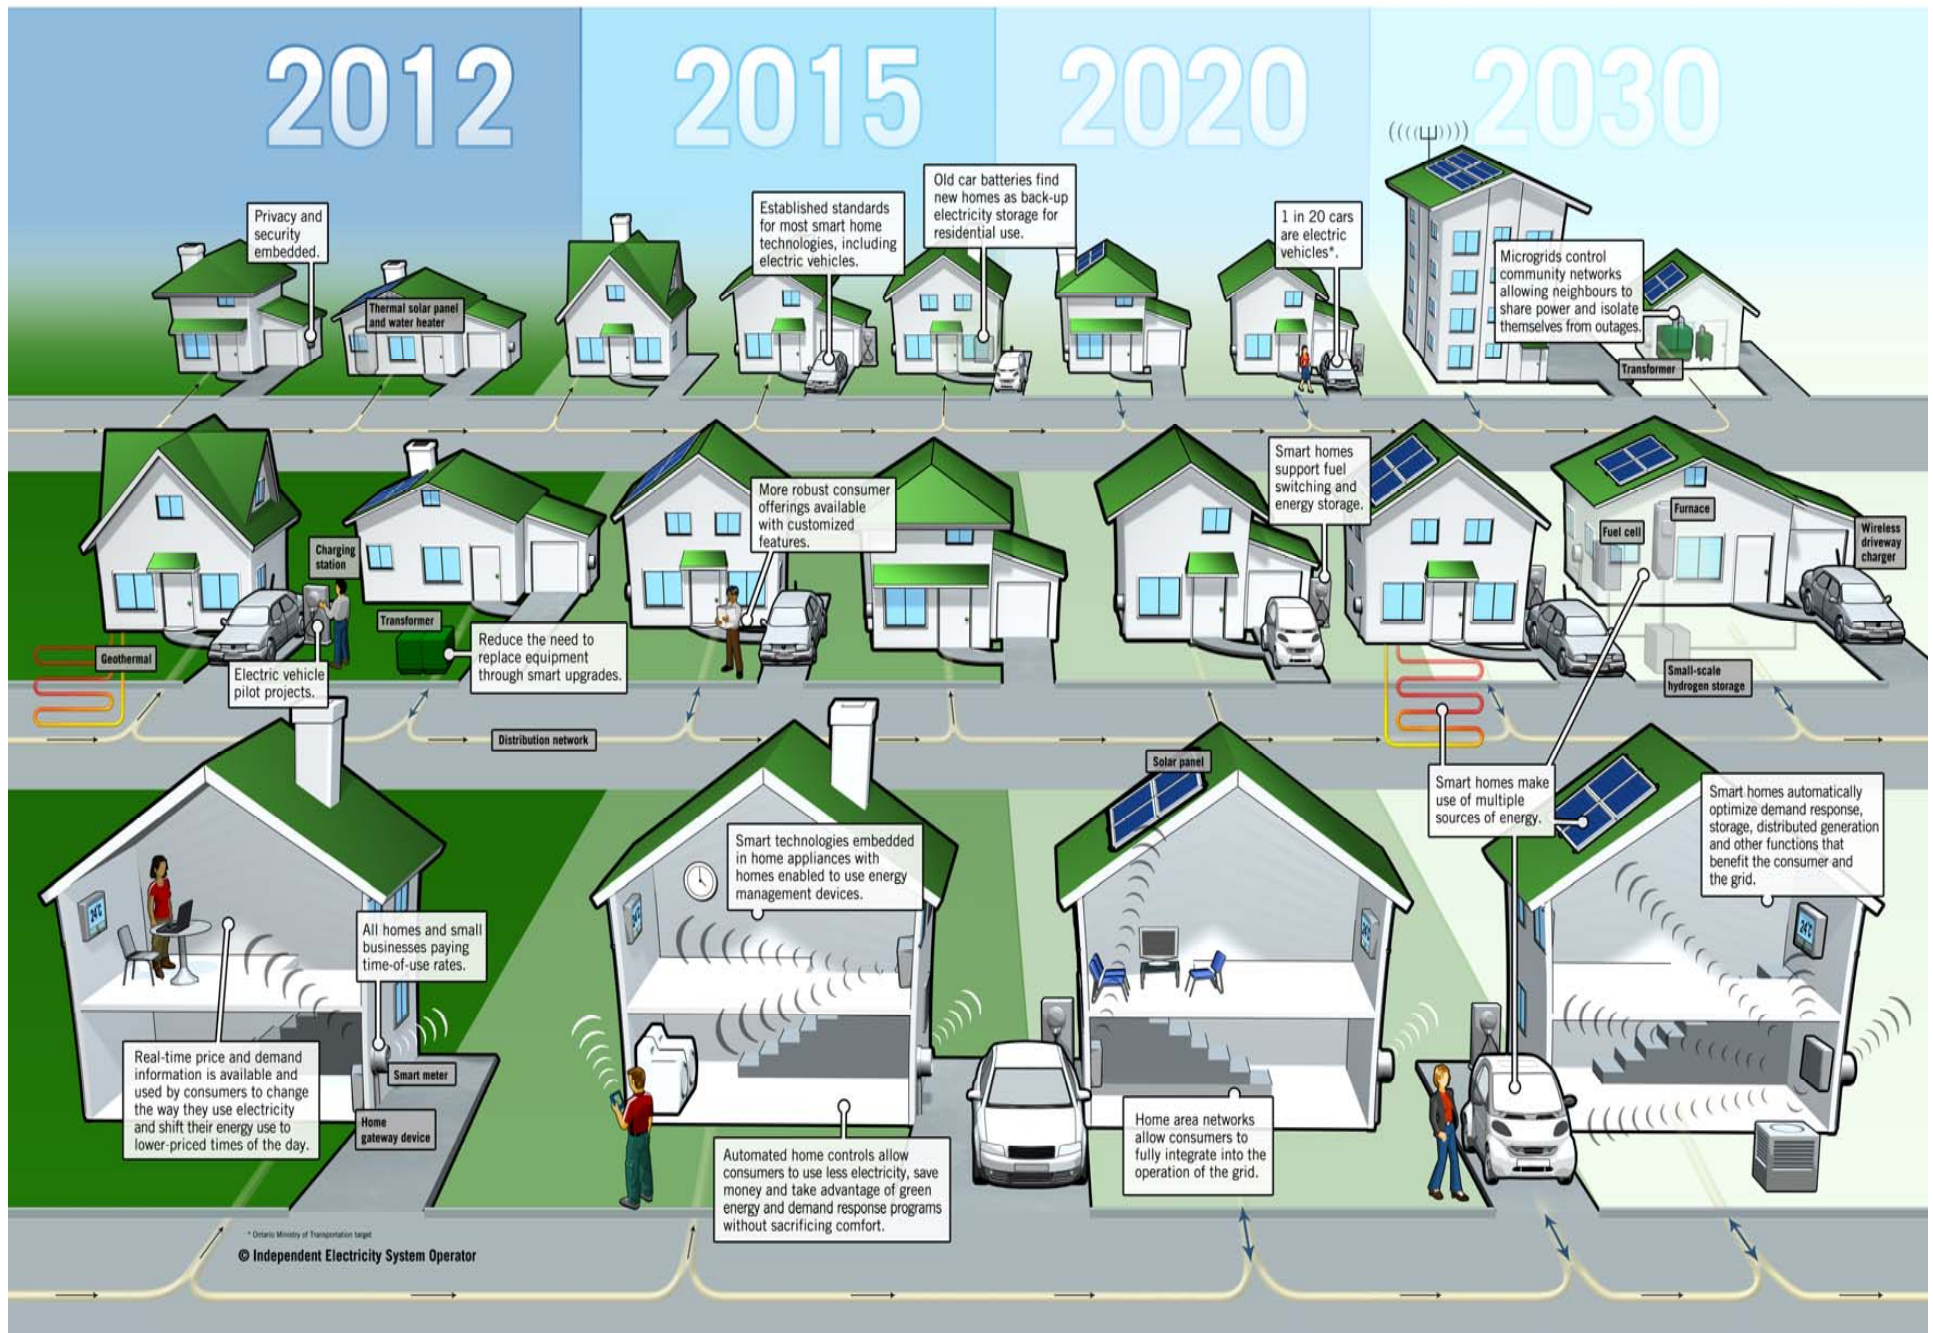 2012
2015
2020
2030
Privacy and
security
embedded.
Thermal solar panel
and water heater
Established standards
for most smart home
technologies, including
electric vehicles.
Old car batteries find
new homes as back-up
electricity storage for
residential use.
1 in 20 cars
are electric
vehicles*.
Microgrids control
community networks
allowing neighbours to
share power and isolate
themselves from outages.
Transformer
Geothermal
Charging
station
Electric vehicle
pilot projects.
Transformer
Reduce the need to
replace equipment
through smart upgrades.
More robust consumer
offerings available
with customized
features.
Smart homes
support fuel
switching and
energy storage.
Fuel cell
Furnace
Wireless
driveway
charger
Small-scale
hydrogen storage
Distribution network
24°C
All homes and small
businesses paying
time-of-use rates.
Real-time price and demand
information is available and
used by consumers to change
the way they use electricity
and shift their energy use to
lower-priced times of the day.
Smart meter
Home
gateway device
Smart technologies embedded
in home appliances with
homes enabled to use energy
management devices.
Automated home controls allow
consumers to use less electricity, save
money and take advantage of green
energy and demand response programs
without sacrificing comfort.
Solar panel
Home area networks
allow consumers to
fully integrate into the
operation of the grid.
Smart homes make
use of multiple
sources of energy.
Smart homes automatically
optimize demand response,
storage, distributed generation
and other functions that
benefit the consumer and
the grid.
24°C
* Ontario Ministry of Transportation target
© Independent Electricity System Operator